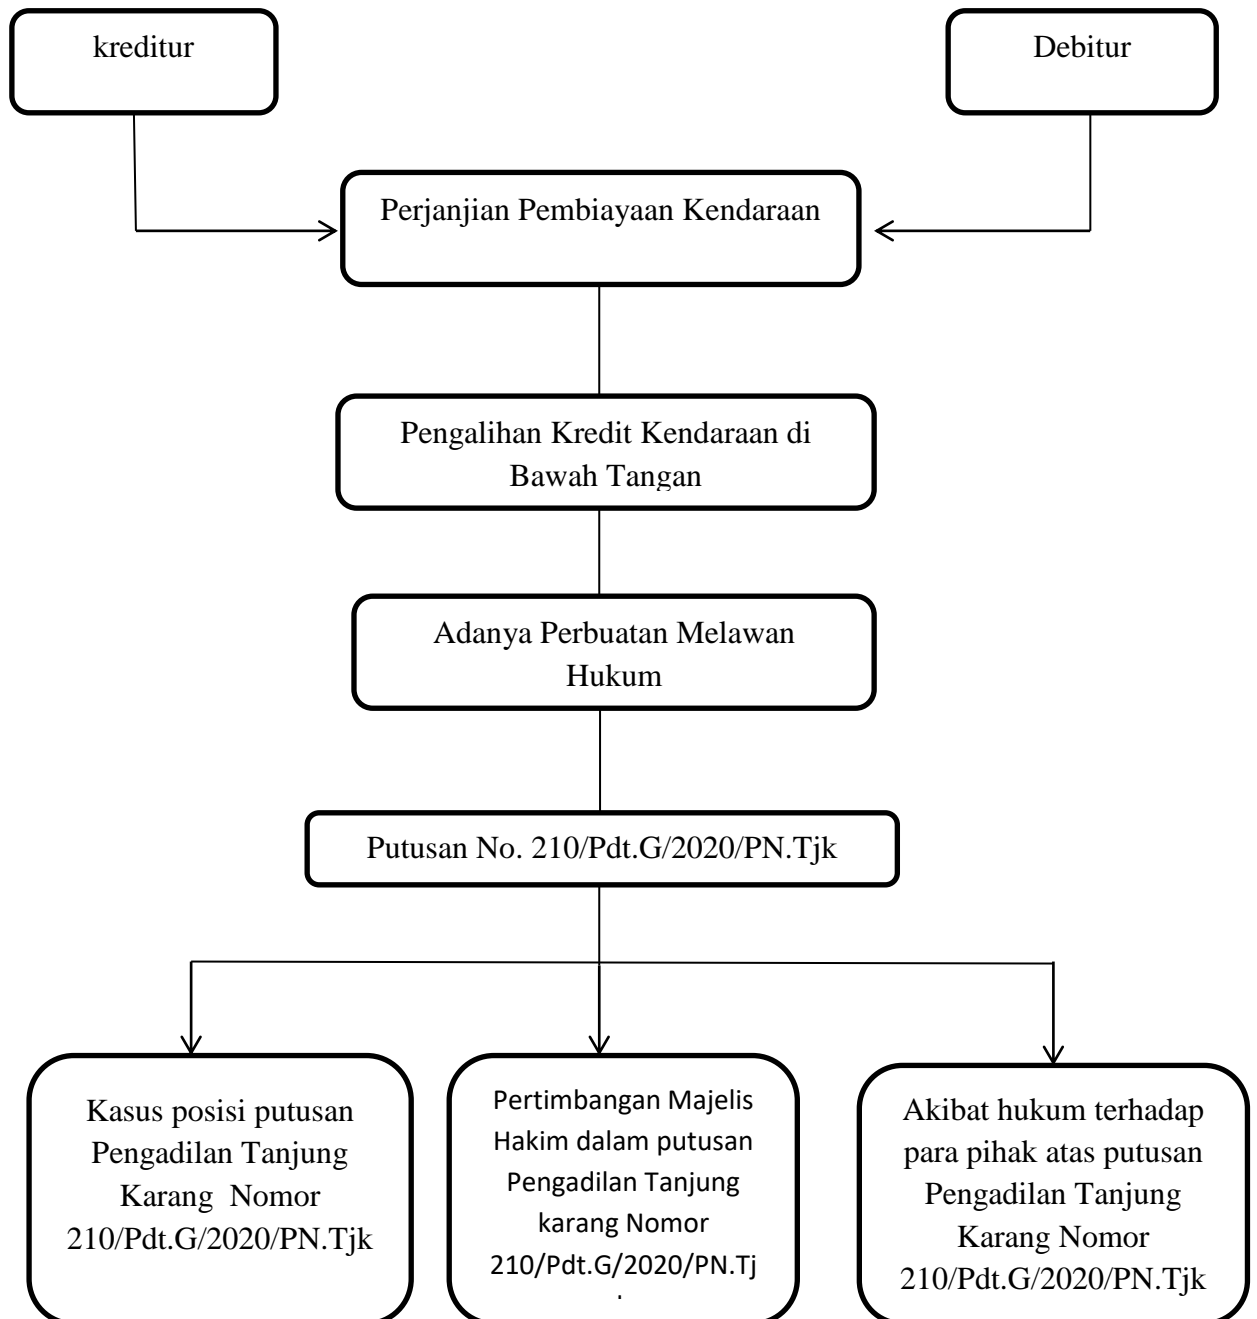 kreditur
Debitur
Perjanjian Pembiayaan Kendaraan
Pengalihan Kredit Kendaraan di
Bawah Tangan
Adanya Perbuatan Melawan
Hukum
Putusan No. 210/Pdt.G/2020/PN.Tjk
Kasus posisi putusan
Pengadilan Tanjung
Karang Nomor
210/Pdt.G/2020/PN.Tjk
Pertimbangan Majelis
Hakim dalam putusan
Pengadilan Tanjung
karang Nomor
210/Pdt.G/2020/PN.Tj
Akibat hukum terhadap
para pihak atas putusan
Pengadilan Tanjung
Karang Nomor
210/Pdt.G/2020/PN.Tjk